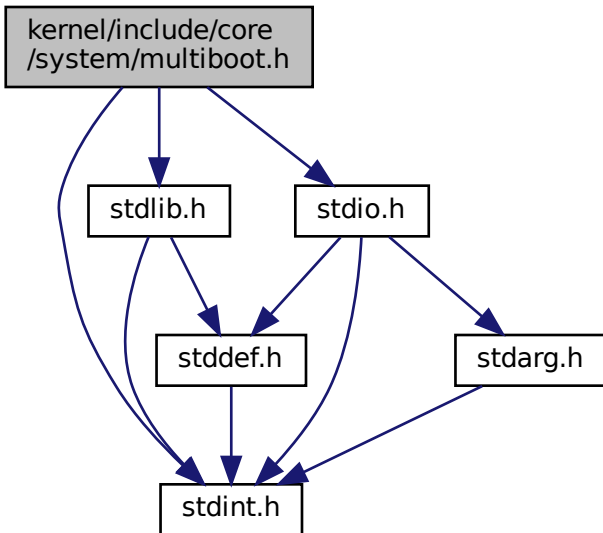 kernel/include/core
/system/multiboot.h
stdlib.h
stdio.h
stddef.h
stdarg.h
stdint.h